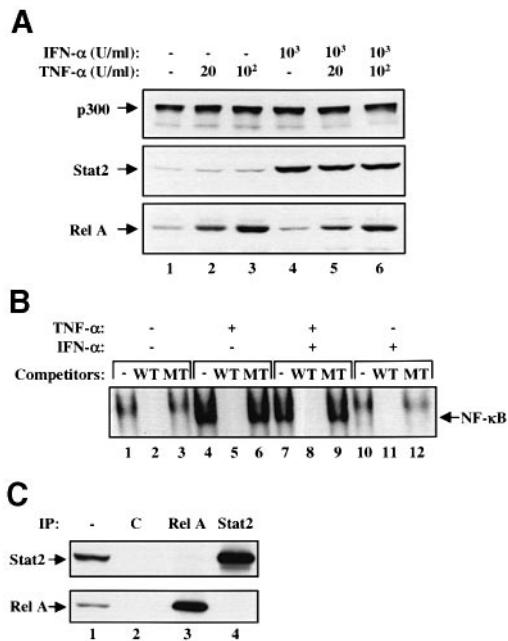 A
IFN-α (U/ml): - - - 10³ 10³ 10³
TNF-α (U/ml): - 20 10² - 20 10²
p300
Stat2
Rel A
1 2 3 4 5 6
B
TNF-α: - + + -
IFN-α: - - + +
Competitors: - WT MT - WT MT - WT MT - WT MT
NF-κB
1 2 3 4 5 6 7 8 9 10 11 12
C
IP: - C Rel A Stat2
Stat2
Rel A
1 2 3 4